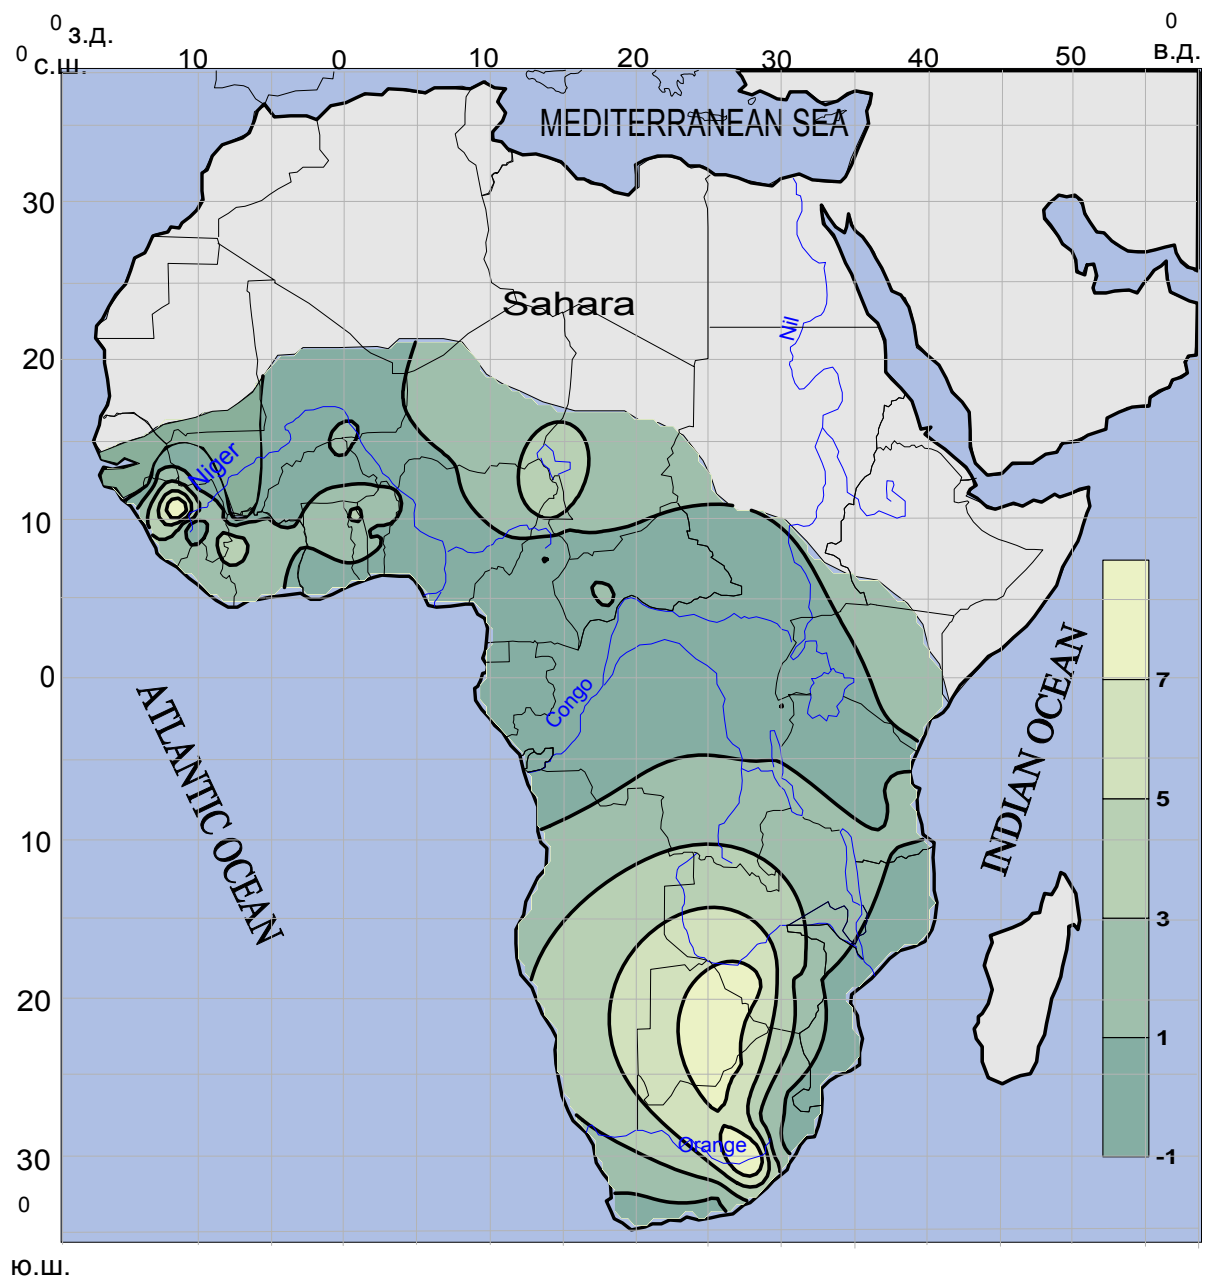 0 з.д.
0
0 с.ш.
10 0 10 20 30 40 50
в.д.
MEDITERRANEAN SEA
30
Sahara
Nil
20
Niger
10
7
0
Congo
5
ATLANTIC OCEAN
INDIAN OCEAN
10
3
20
1
Orange
30
-1
0
ю.ш.